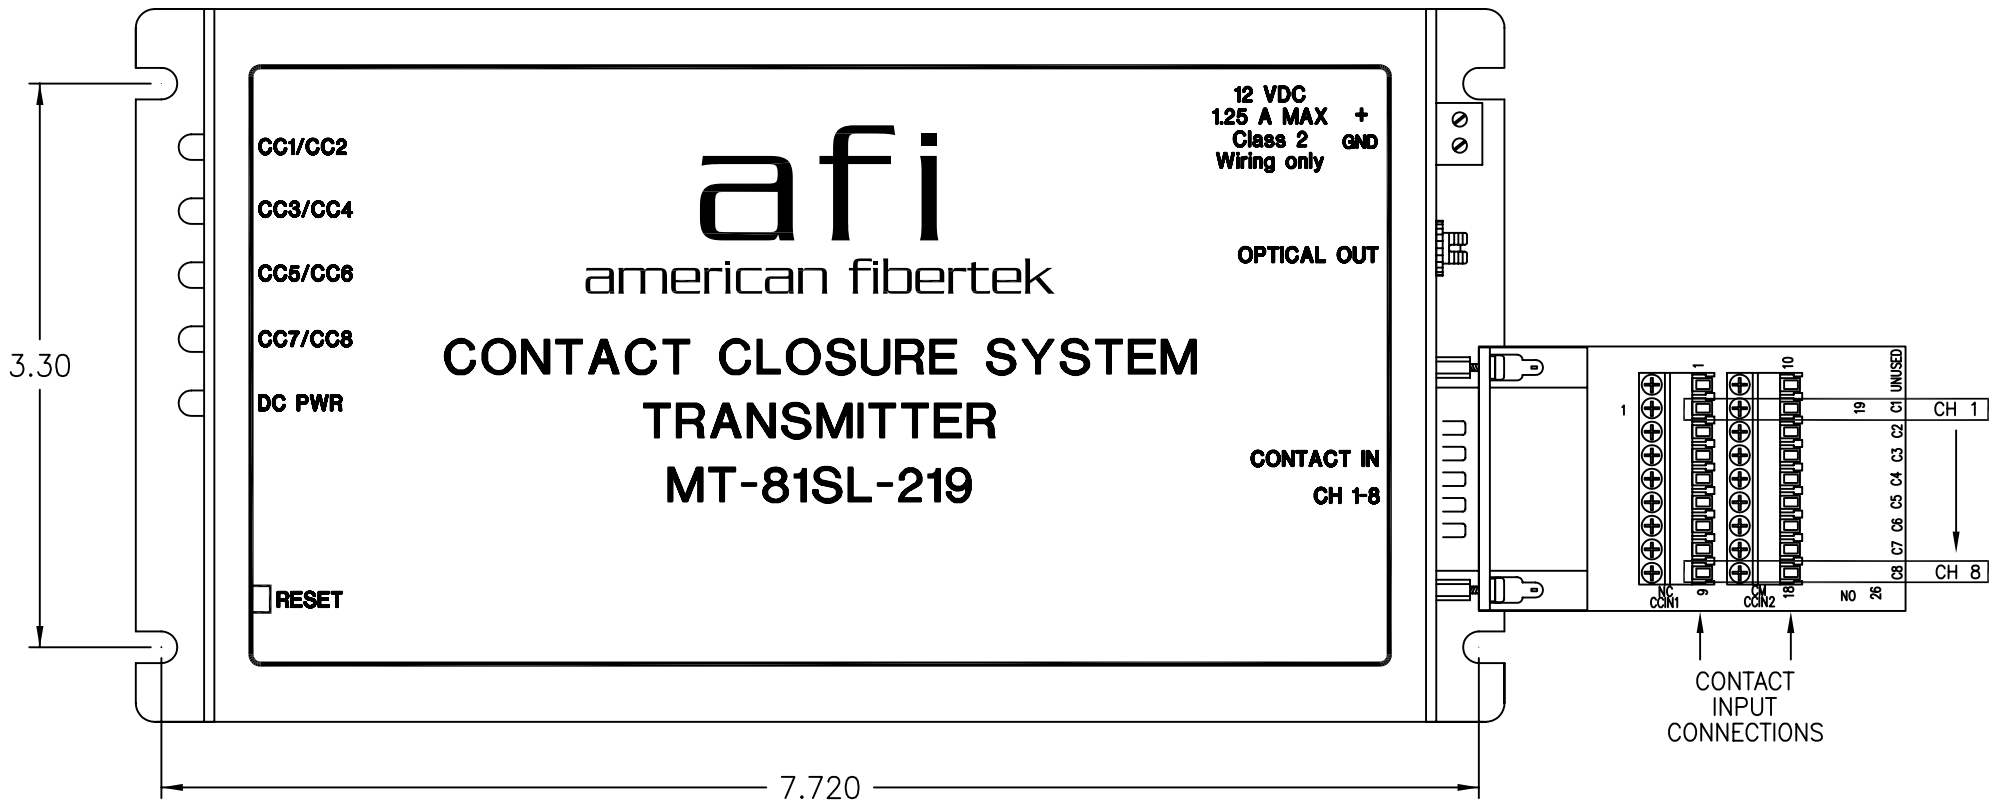 3.30
CC1/CC2
CC3/CC4
CC5/CC6
CC7/CC8
DC PWR
RESET
afi
american fibertek
CONTACT CLOSURE SYSTEM
TRANSMITTER
MT-81SL-219
12 VDC
1.25 A MAX +
Class 2 GND
Wiring only
OPTICAL OUT
CONTACT IN
CH 1-8
1
1
10
UNUSED
19
C1
C2
C3
C4
C5
C6
C7
C8
CH 1
CH 8
NC
CCIN1
9
CM
CCIN2
18
NO
26
CONTACT
INPUT
CONNECTIONS
7.720